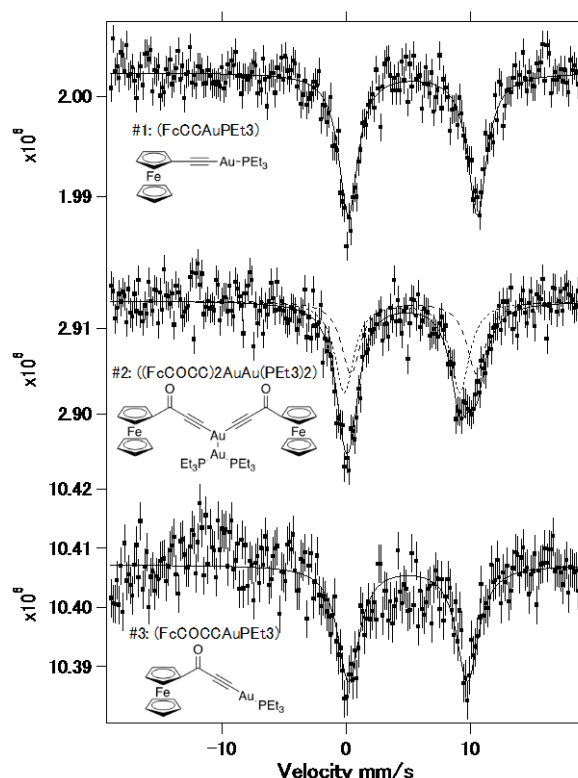 2.00
x10⁶
#1: (FcCCAuPEt3)
Au-PEt₃
Fe
1.99
2.91
x10⁶
#2: ((FcCOCC)2AuAu(PEt3)2)
O
O
Fe
Fe
2.90
Au
Au
Et₃P
PEt₃
10.42
10.41
x10⁶
10.40
#3: (FcCOCCAuPEt3)
O
10.39
Fe
Au
PEt₃
-10
0
10
Velocity mm/s